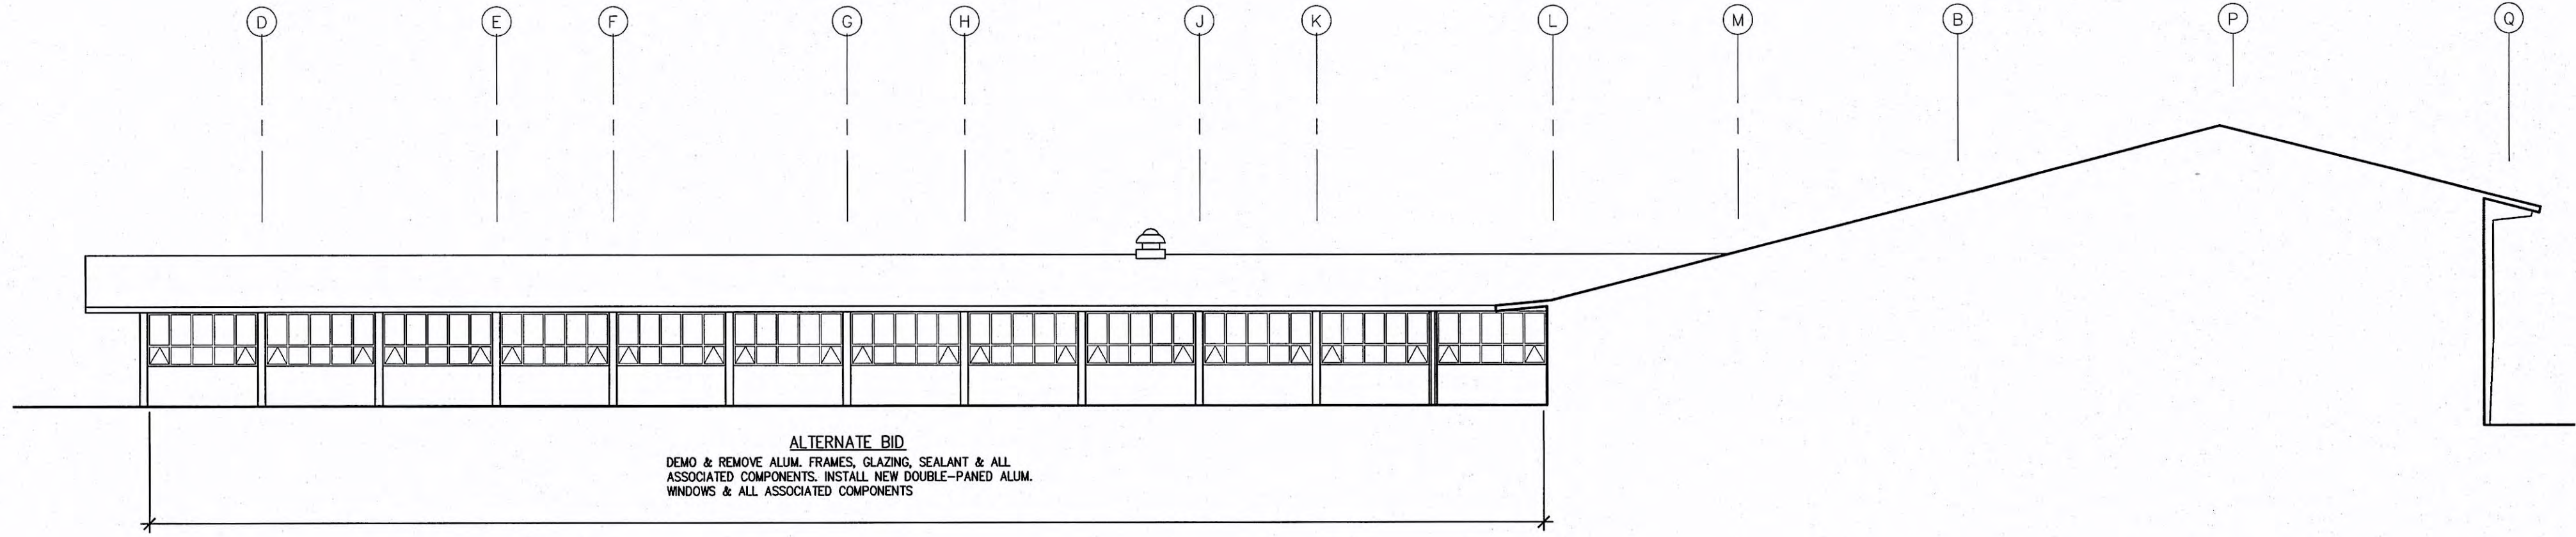 D E F G H J K L M B P Q
ALTERNATE BID
DEMO & REMOVE ALUM. FRAMES, GLAZING, SEALANT & ALL
ASSOCIATED COMPONENTS. INSTALL NEW DOUBLE-PANED ALUM.
WINDOWS & ALL ASSOCIATED COMPONENTS